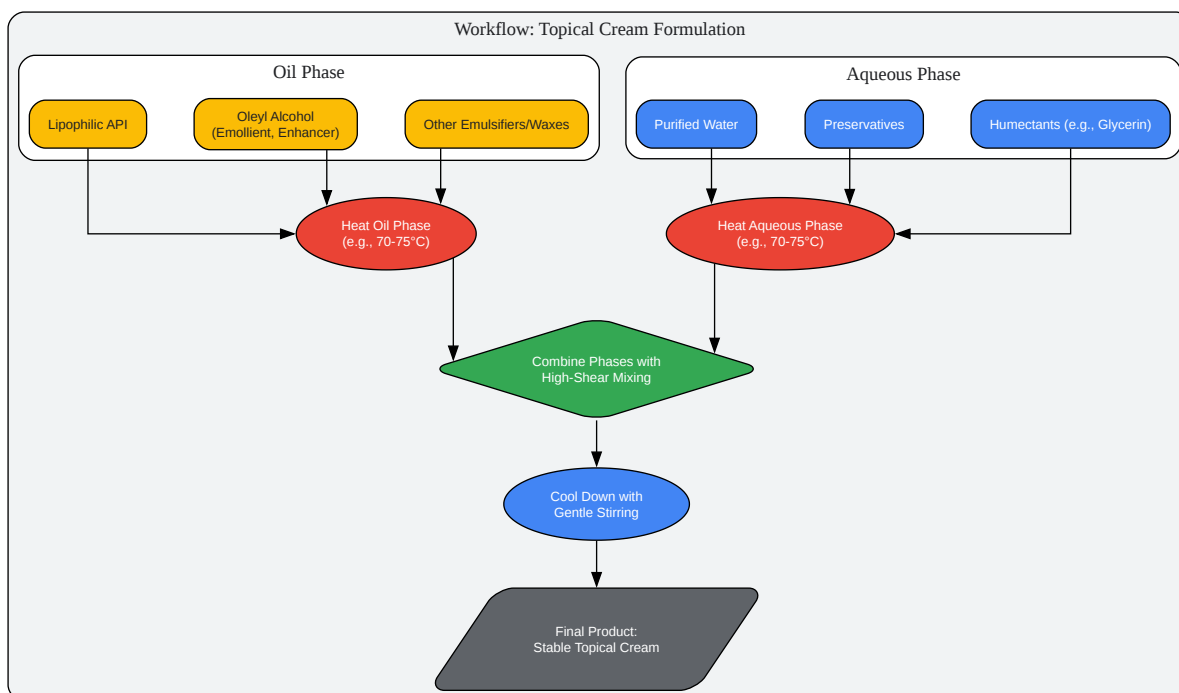 Workflow: Topical Cream Formulation
Oil Phase
Aqueous Phase
Lipophilic API
Oleyl Alcohol
(Emollient, Enhancer)
Other Emulsifiers/Waxes
Purified Water
Preservatives
Humectants (e.g., Glycerin)
Heat Oil Phase
(e.g., 70-75°C)
Heat Aqueous Phase
(e.g., 70-75°C)
Combine Phases with
High-Shear Mixing
Cool Down with
Gentle Stirring
Final Product:
Stable Topical Cream